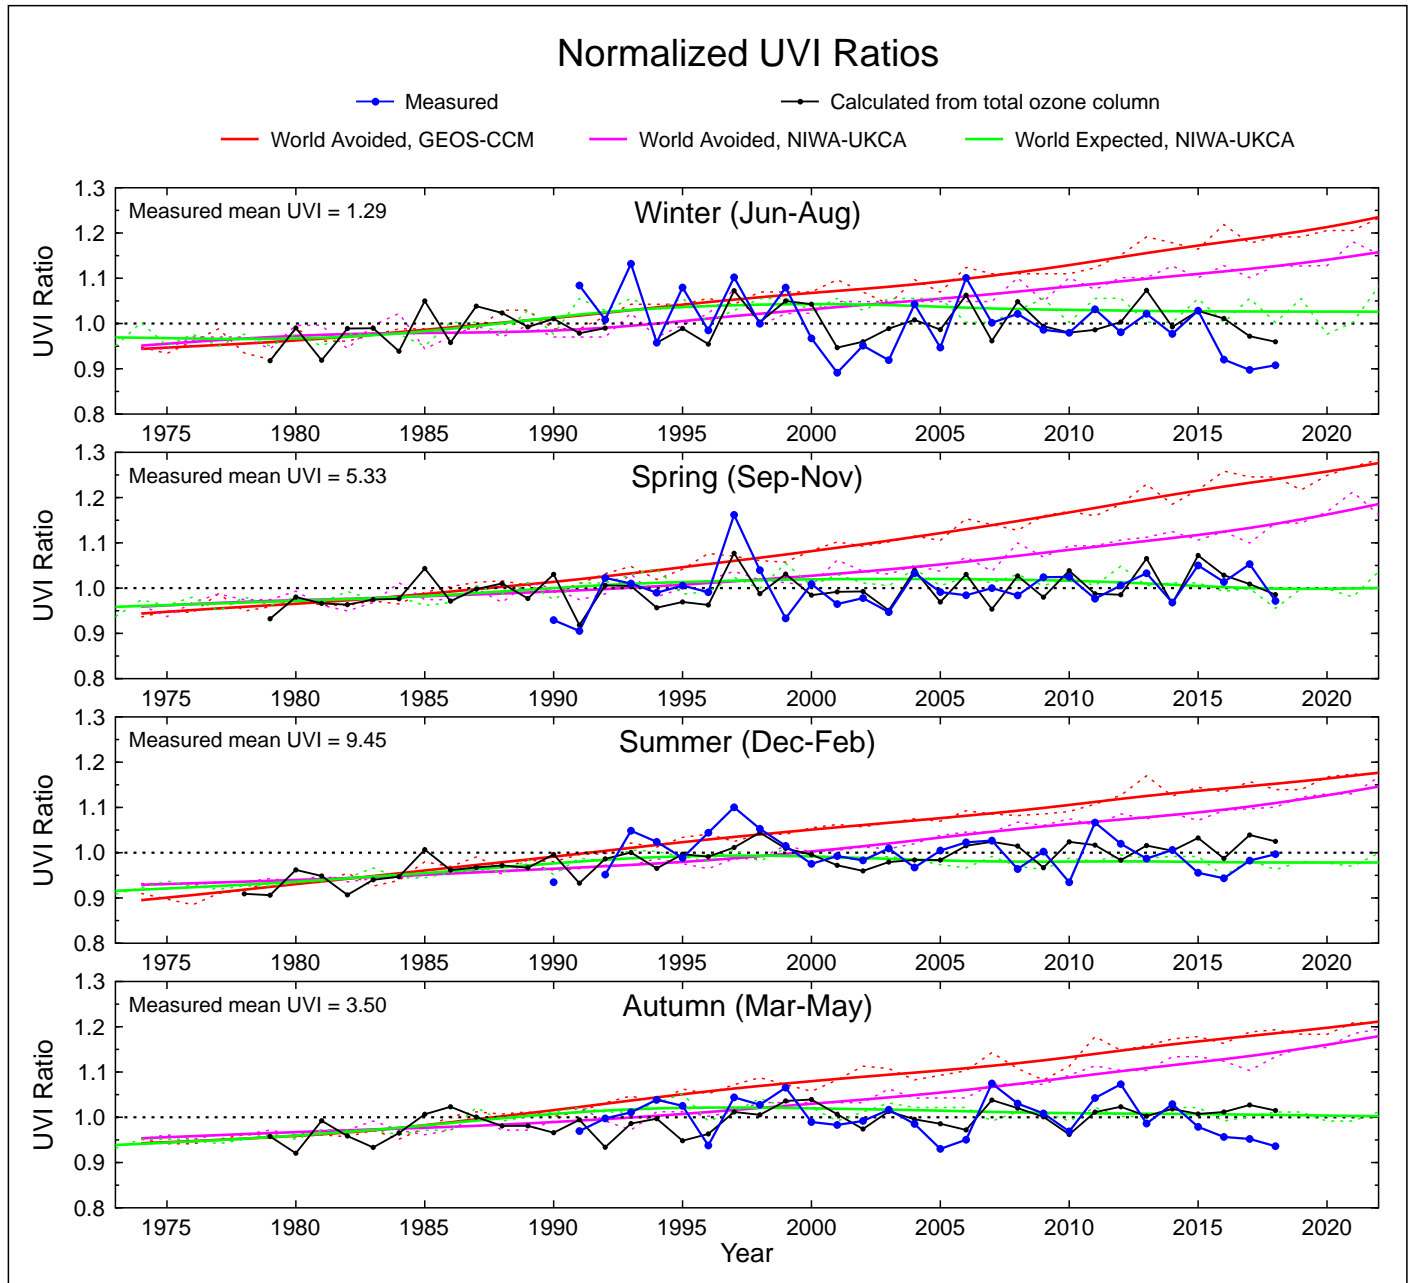 Normalized UVI Ratios
Measured
Calculated from total ozone column
World Avoided, GEOS-CCM
World Avoided, NIWA-UKCA
World Expected, NIWA-UKCA
Measured mean UVI = 1.29
Winter (Jun-Aug)
UVI Ratio
1.3
1.2
1.1
1.0
0.9
0.8
1975 1980 1985 1990 1995 2000 2005 2010 2015 2020
Measured mean UVI = 5.33
Spring (Sep-Nov)
UVI Ratio
1.3
1.2
1.1
1.0
0.9
0.8
1975 1980 1985 1990 1995 2000 2005 2010 2015 2020
Measured mean UVI = 9.45
Summer (Dec-Feb)
UVI Ratio
1.3
1.2
1.1
1.0
0.9
0.8
1975 1980 1985 1990 1995 2000 2005 2010 2015 2020
Measured mean UVI = 3.50
Autumn (Mar-May)
UVI Ratio
1.3
1.2
1.1
1.0
0.9
0.8
1975 1980 1985 1990 1995 2000 2005 2010 2015 2020
Year